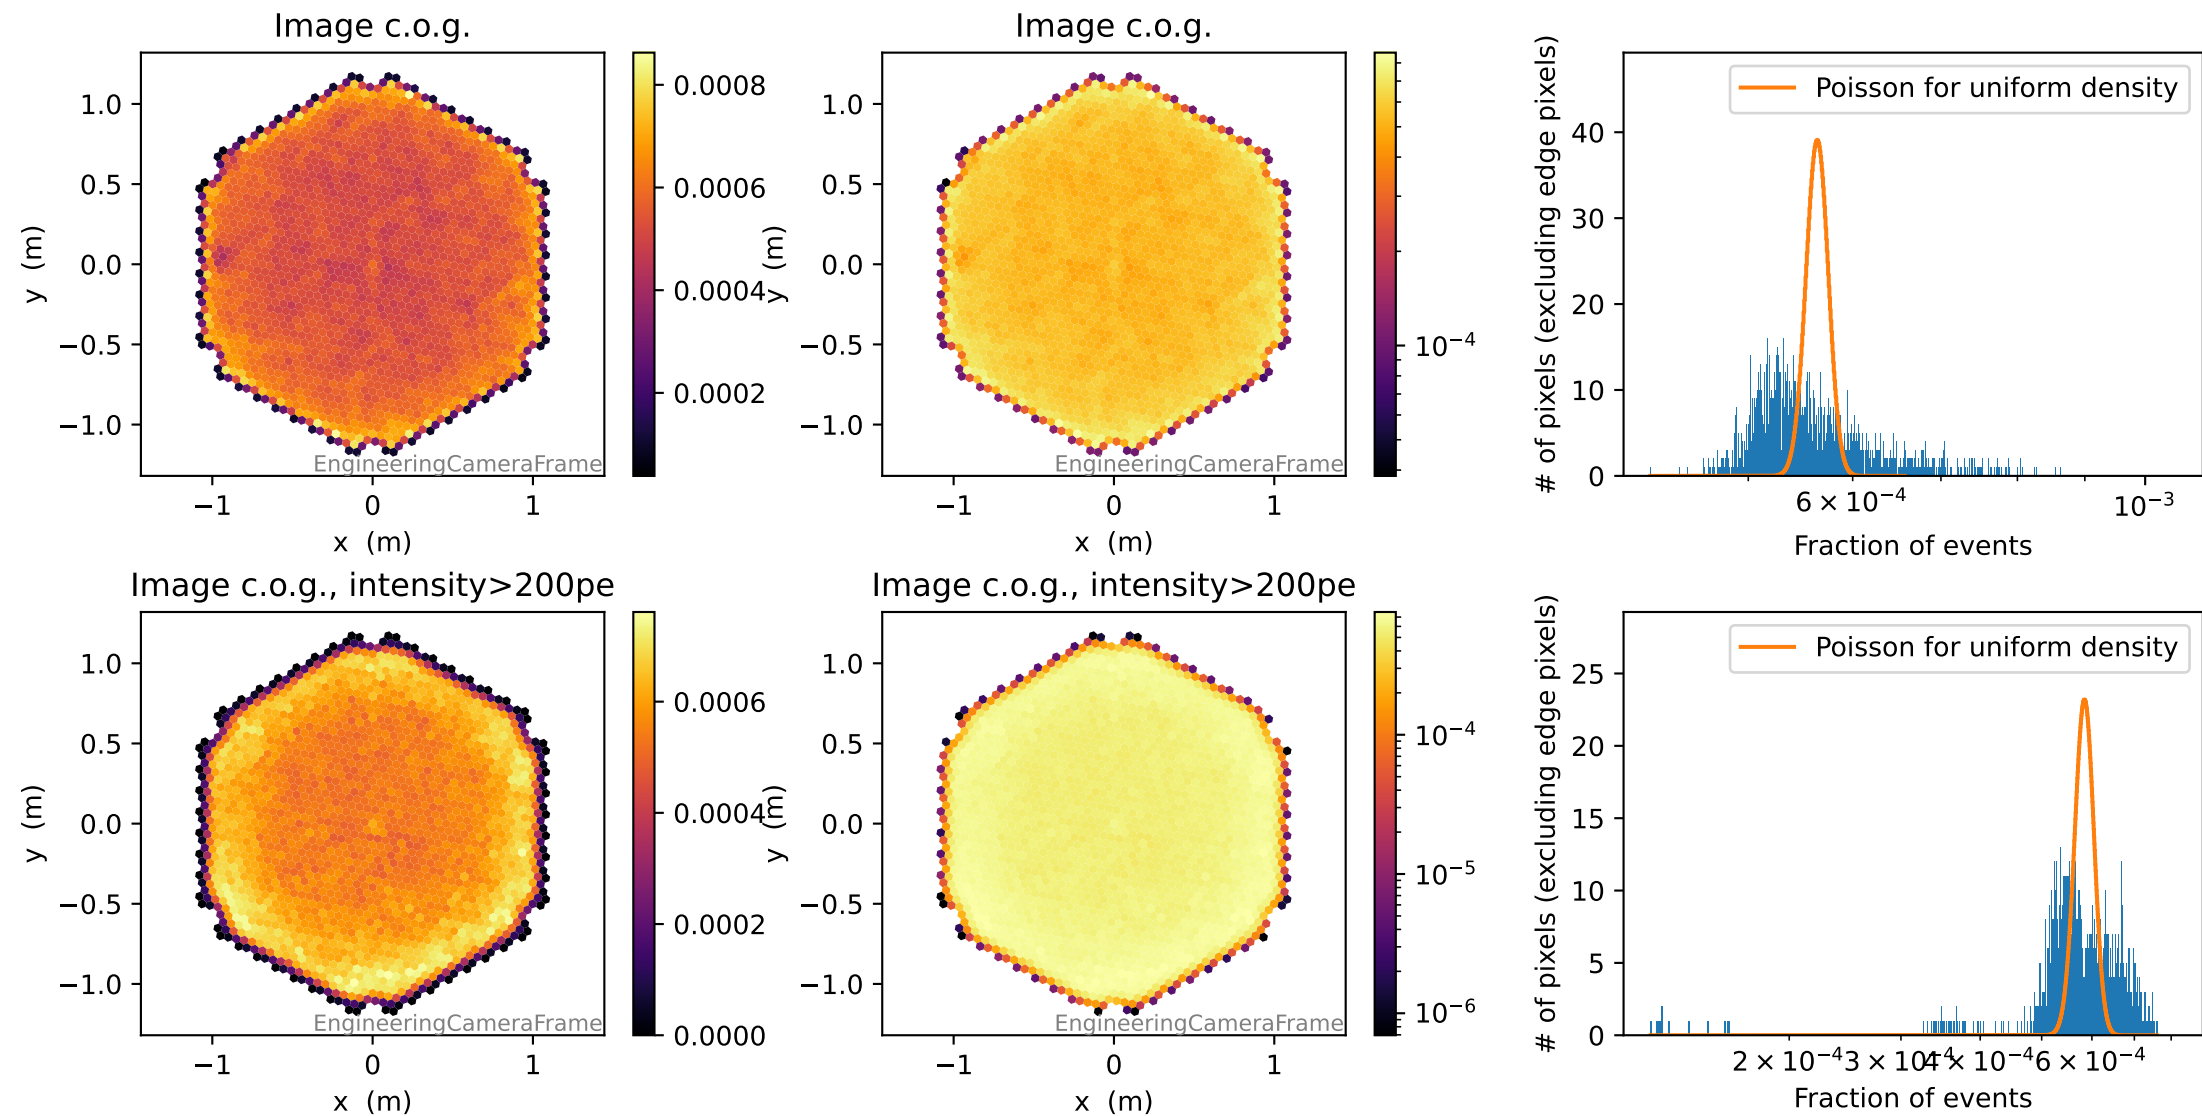 Image c.o.g.
y (m)
1.0
0.5
0.0
−0.5
−1.0
−1
0
1
x (m)
EngineeringCameraFrame
0.0008
0.0006
0.0004
0.0002
Image c.o.g.
y (m)
1.0
0.5
0.0
−0.5
−1.0
−1
0
1
x (m)
EngineeringCameraFrame
10⁻⁴
# of pixels (excluding edge pixels)
40
30
20
10
0
Poisson for uniform density
6 × 10⁻⁴
10⁻³
Fraction of events
Image c.o.g., intensity>200pe
y (m)
1.0
0.5
0.0
−0.5
−1.0
−1
0
1
x (m)
EngineeringCameraFrame
0.0006
0.0004
0.0002
0.0000
Image c.o.g., intensity>200pe
y (m)
1.0
0.5
0.0
−0.5
−1.0
−1
0
1
x (m)
EngineeringCameraFrame
10⁻⁴
10⁻⁵
10⁻⁶
# of pixels (excluding edge pixels)
25
20
15
10
5
0
Poisson for uniform density
2 × 10⁻⁴
3 × 10⁻⁴
4 × 10⁻⁴
6 × 10⁻⁴
Fraction of events